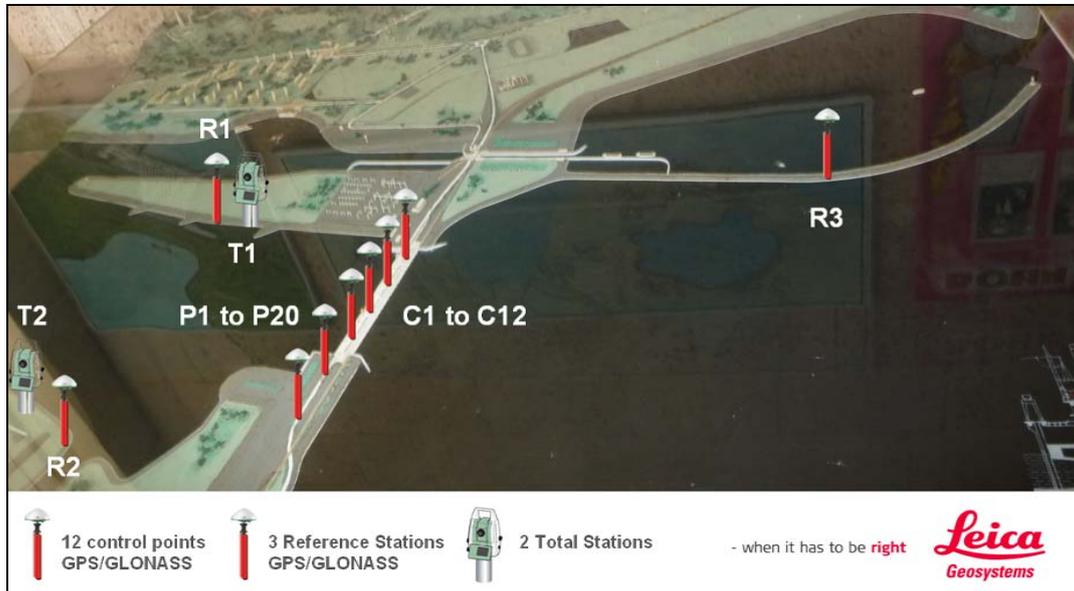 R1
T1
R3
T2
P1 to P20
C1 to C12
R2
12 control points
GPS/GLONASS
3 Reference Stations
GPS/GLONASS
2 Total Stations
- when it has to be right
Leica
Geosystems